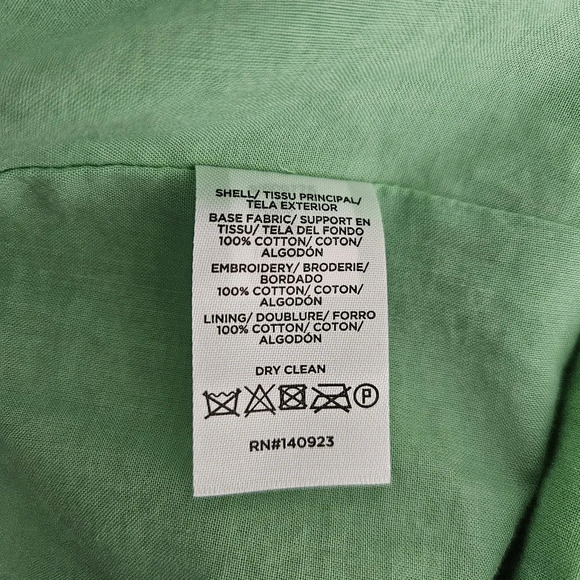 SHELL/ TISSU PRINCIPAL/
TELA EXTERIOR
BASE FABRIC/ SUPPORT EN
TISSU/ TELA DEL FONDO
100% COTTON/ COTON/
ALGODÓN
EMBROIDERY/ BRODERIE/
BORDADO
100% COTTON/ COTON/
ALGODÓN
LINING/ DOUBLURE/ FORRO
100% COTTON/ COTON/
ALGODÓN
DRY CLEAN
P
RN#140923